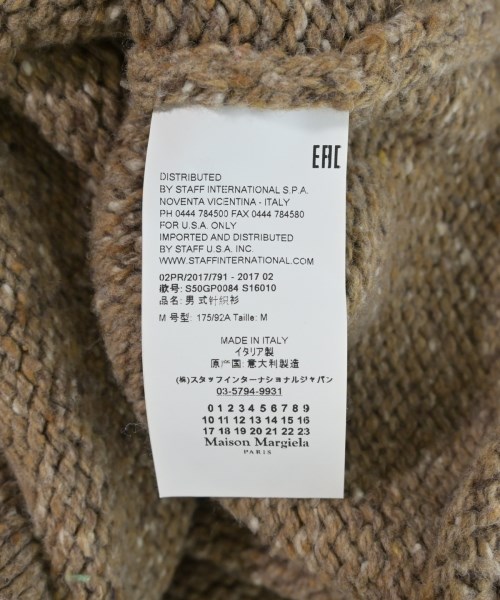 EAC
DISTRIBUTED
BY STAFF INTERNATIONAL S.P.A.
NOVENTA VICENTINA - ITALY
PH 0444 784500 FAX 0444 784580
FOR U.S.A. ONLY
IMPORTED AND DISTRIBUTED
BY STAFF U.S.A. INC.
WWW.STAFFINTERNATIONAL.COM
02PR/2017/791 - 2017 02
款号: S50GP0084 S16010
品名: 男 式针织衫
M 号型: 175/92A Taille: M
MADE IN ITALY
イタリア製
原产国: 意大利製造
(株)スタッフインターナショナルジャパン
03-5794-9931
0 1 2 3 4 5 6 7 8 9
10 11 12 13 14 15 16
17 18 19 20 21 22 23
Maison Margiela
PARIS